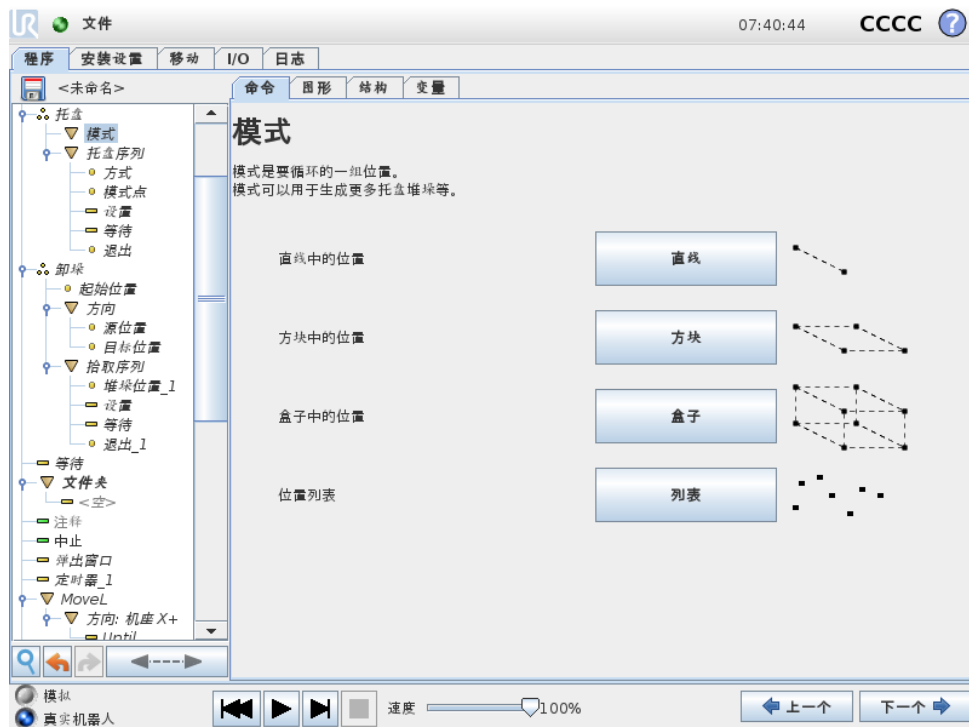 UR 文件 07:40:44 CCCC ?
程序 安装设置 移动 I/O 日志
<未命名>
命令 图形 结构 变量
托盘
模式
托盘序列
方式
模式点
设置
等待
退出
卸垛
起始位置
方向
源位置
目标位置
拾取序列
堆垛位置_1
设置
等待
退出_1
等待
文件夹
<空>
注释
中止
弹出窗口
定时器_1
MoveL
方向: 机座 X+
Until
模式
模式是要循环的一组位置。
模式可以用于生成更多托盘堆垛等。
直线中的位置 直线
方块中的位置 方块
盒子中的位置 盒子
位置列表 列表
模拟
真实机器人
速度 100%
上一个 下一个